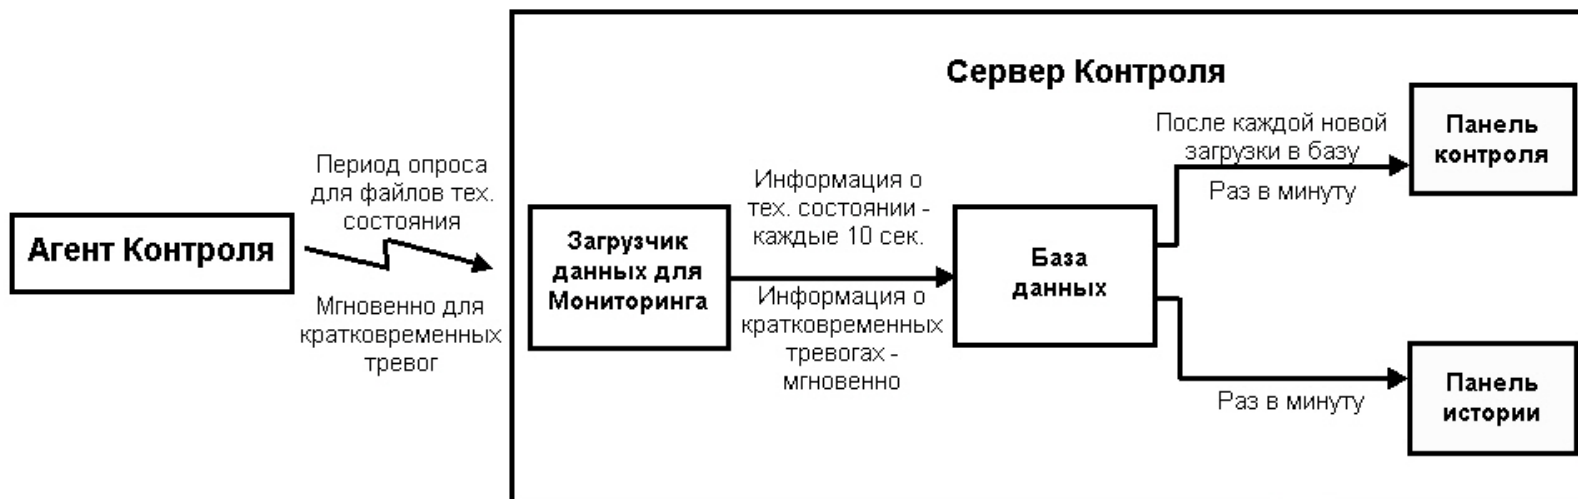 Сервер Контроля
Агент Контроля
Период опроса
для файлов тех.
состояния
Мгновенно для
кратковременных
тревог
Загрузчик
данных для
Мониторинга
Информация о
тех. состоянии -
каждые 10 сек.
Информация о
кратковременных
тревогах -
мгновенно
База
данных
После каждой новой
загрузки в базу
Раз в минуту
Панель
контроля
Раз в минуту
Панель
истории